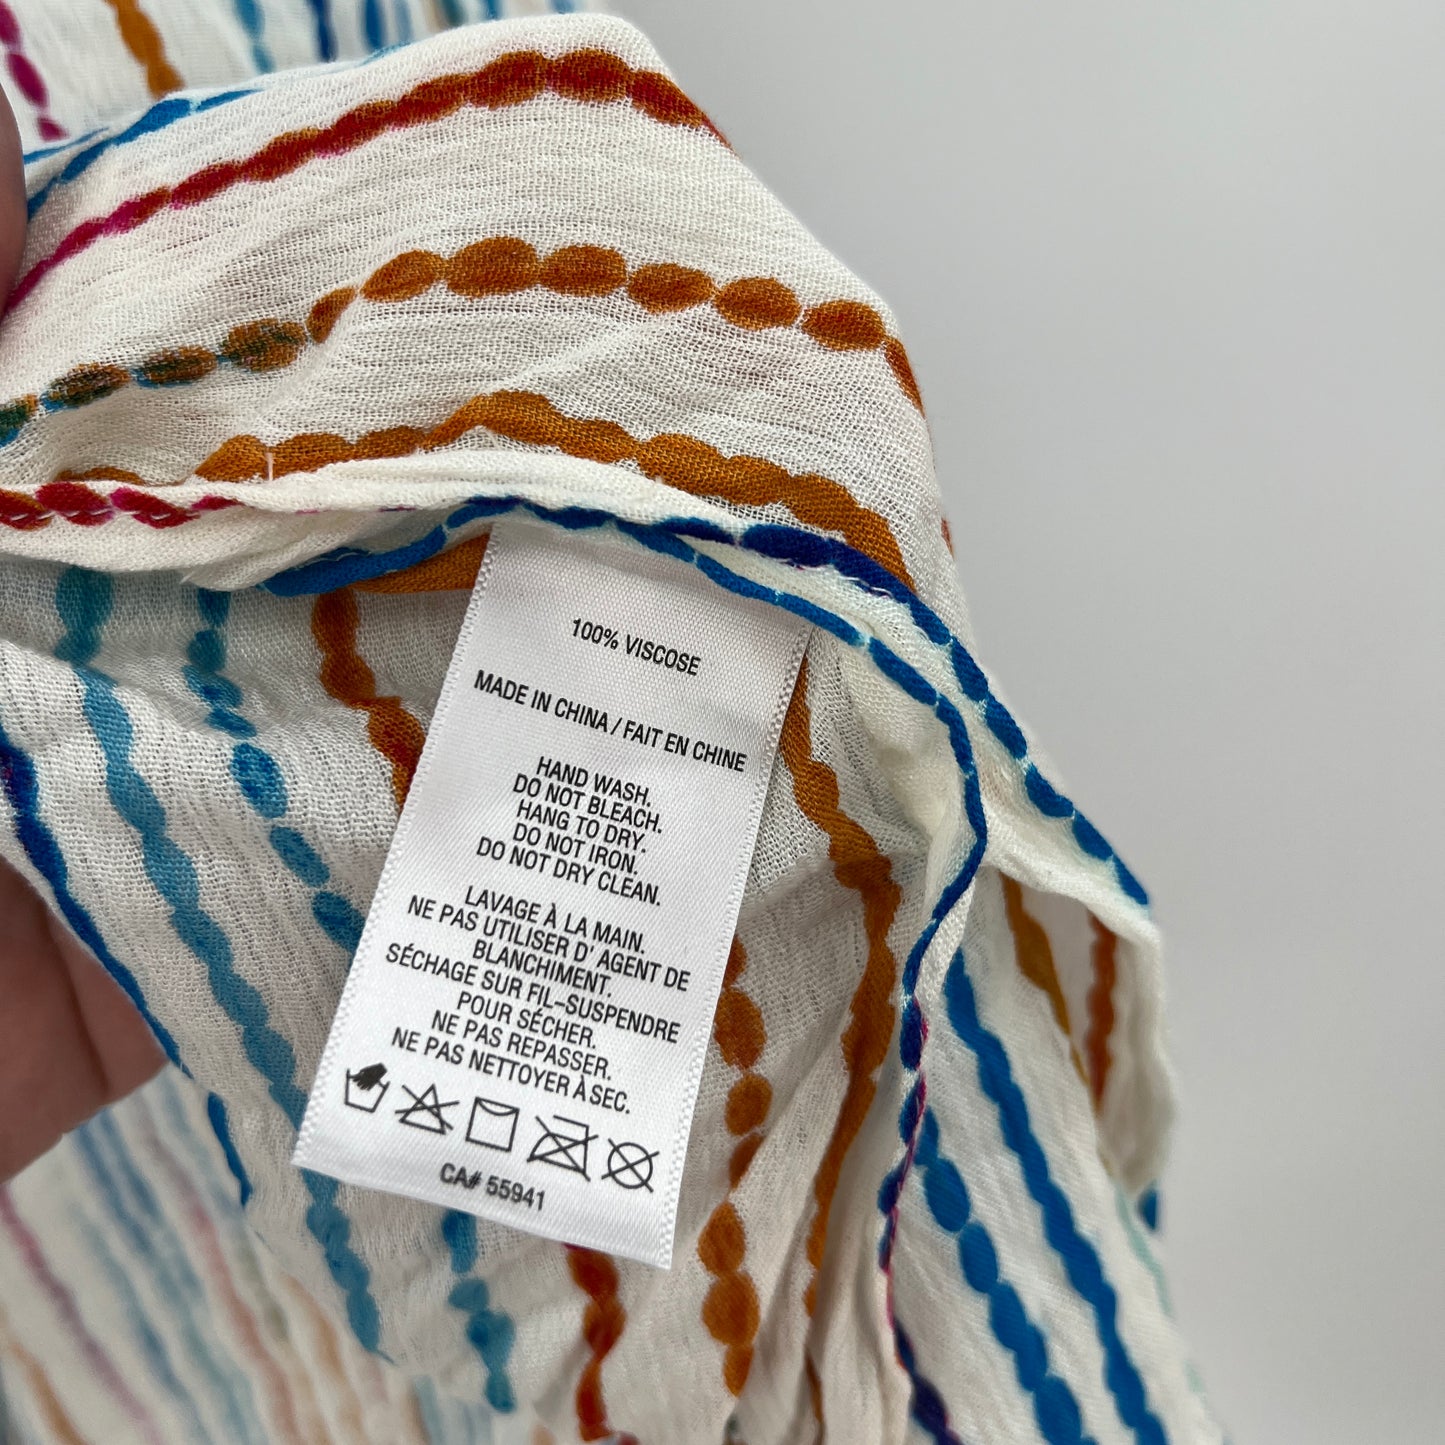 100% VISCOSE
MADE IN CHINA / FAIT EN CHINE
HAND WASH.
DO NOT BLEACH.
HANG TO DRY.
DO NOT IRON.
DO NOT DRY CLEAN.
LAVAGE À LA MAIN.
NE PAS UTILISER D' AGENT DE
BLANCHIMENT.
SÉCHAGE SUR FIL-SUSPENDRE
POUR SÉCHER.
NE PAS REPASSER.
NE PAS NETTOYER À SEC.
CA# 55941